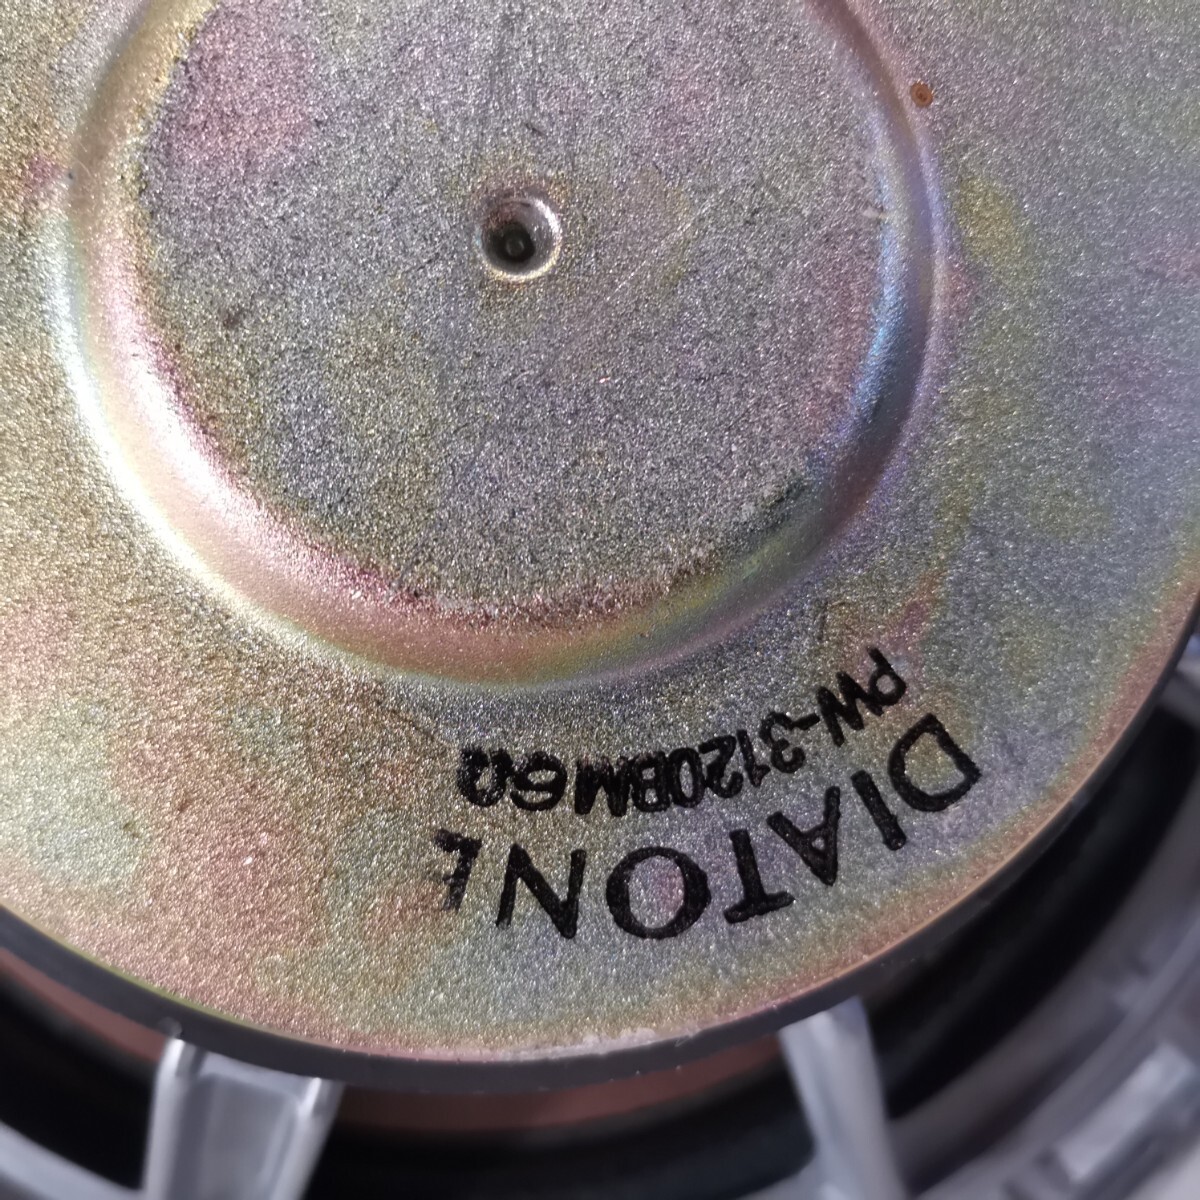 DIATONE
PW-3120BM 6Ω